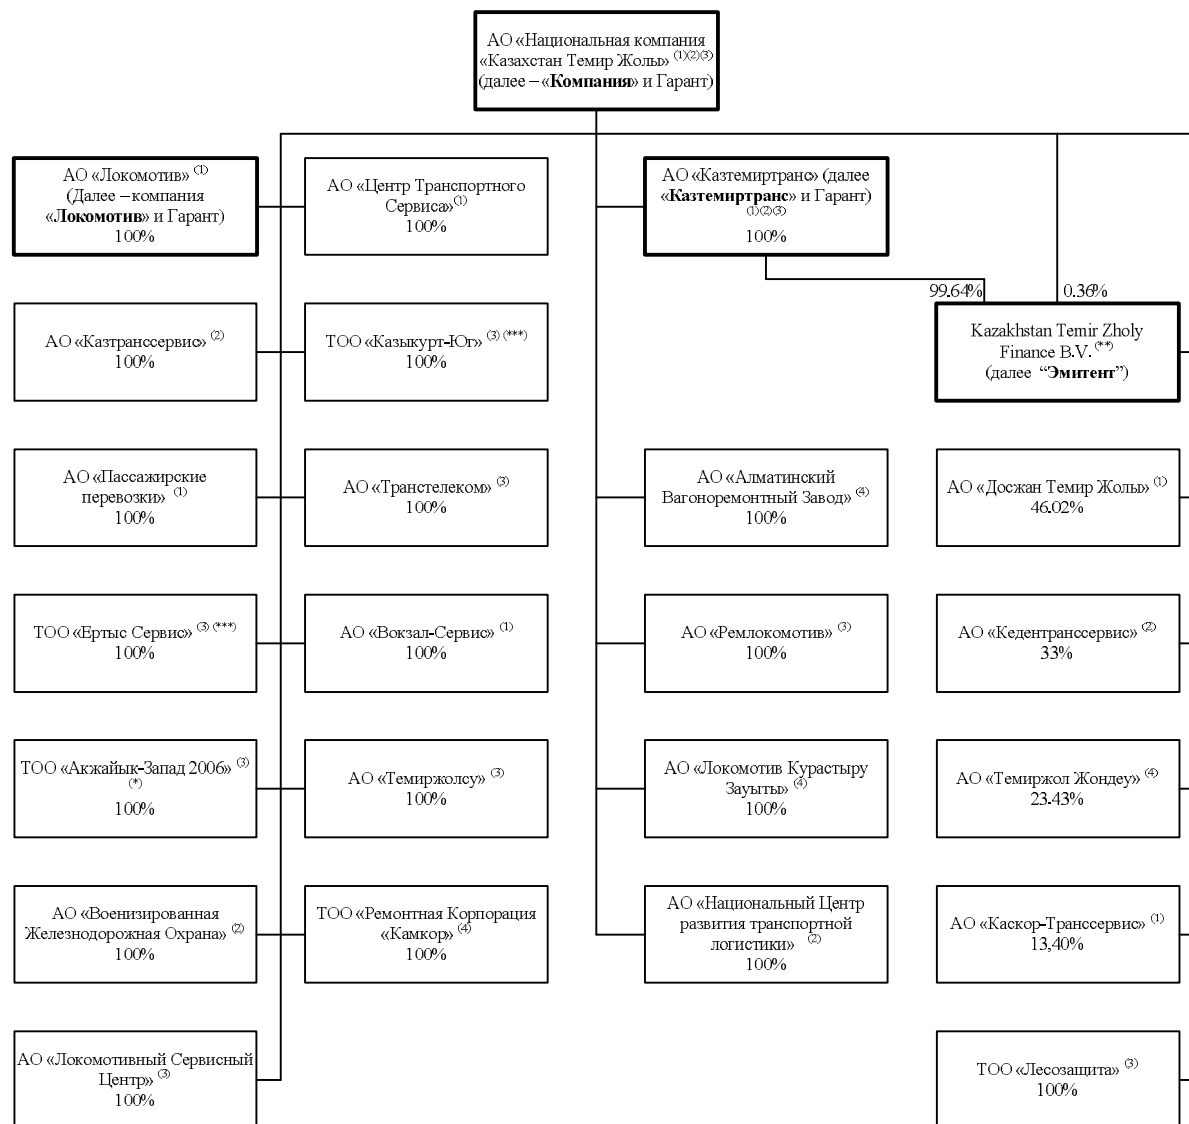 АО «Национальная компания
«Казахстан Темир Жолы» (1)(2)(3)
(далее – «Компания» и Гарант)
АО «Локомотив» (1)
(Далее – компания
«Локомотив» и Гарант)
100%
АО «Центр Транспортного
Сервиса» (1)
100%
АО «Казтемиртранс» (далее
«Казтемиртранс» и Гарант)
(1)(2)(3)
100%
99.64%
0.36%
АО «Казтранссервис» (2)
100%
ТОО «Казыкурт-Юг» (3) (***)
100%
Kazakhstan Temir Zholy
Finance B.V. (**)
(далее “Эмитент”)
АО «Пассажирские
перевозки» (1)
100%
АО «Транстелеком» (3)
100%
АО «Алматинский
Вагоноремонтный Завод» (4)
100%
АО «Досжан Темир Жолы» (1)
46.02%
ТОО «Ертыс Сервис» (3) (***)
100%
АО «Вокзал-Сервис» (1)
100%
АО «Ремлокомотив» (3)
100%
АО «Кедентранссервис» (2)
33%
ТОО «Акжайык-Запад 2006» (3)
(*)
100%
АО «Темиржолсу» (3)
100%
АО «Локомотив Курастыру
Зауыты» (4)
100%
АО «Темиржол Жондеу» (4)
23.43%
АО «Военизированная
Железнодорожная Охрана» (2)
100%
ТОО «Ремонтная Корпорация
«Камкор» (4)
100%
АО «Национальный Центр
развития транспортной
логистики» (2)
100%
АО «Каскор-Транссервис» (1)
13,40%
АО «Локомотивный Сервисный
Центр» (3)
100%
ТОО «Лесозащита» (3)
100%